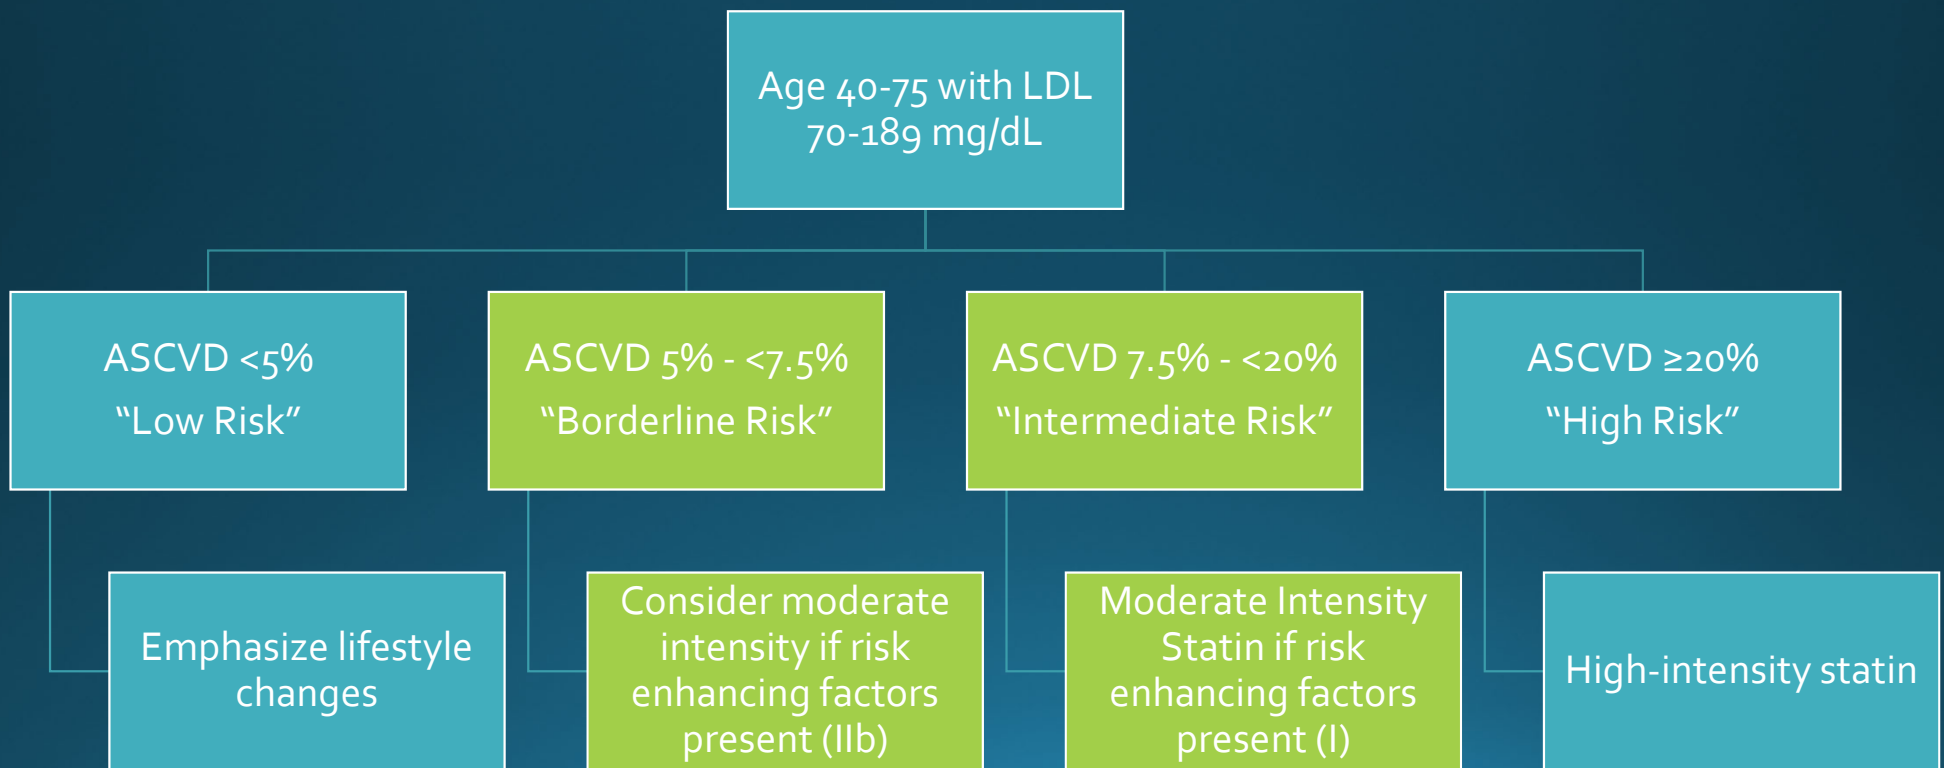 Age 40-75 with LDL
70-189 mg/dL
ASCVD <5%
“Low Risk”
ASCVD 5% - <7.5%
“Borderline Risk”
ASCVD 7.5% - <20%
“Intermediate Risk”
ASCVD ≥20%
“High Risk”
Emphasize lifestyle
changes
Consider moderate
intensity if risk
enhancing factors
present (IIb)
Moderate Intensity
Statin if risk
enhancing factors
present (I)
High-intensity statin